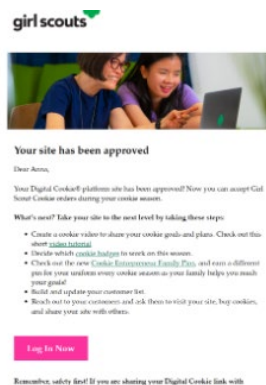 girl scouts
Your site has been approved
Dear Anna,
Your Digital Cookie® platform site has been approved! Now you can accept Girl
Scout Cookie orders during your cookie season.
What's next? Take your site to the next level by taking these steps:
Create a cookie video to share your cookie goals and plans. Check out this
short video tutorial
Decide which cookie badges to work on this season.
Check out the new Cookie Entrepreneur Family Pins, and earn a different
pin for your uniform every cookie season as your family helps you reach
your goals!
Build and update your customer list.
Reach out to your customers and ask them to visit your site, buy cookies,
and share your site with others.
Log In Now
Remember, safety first! If you are sharing your Digital Cookie link with